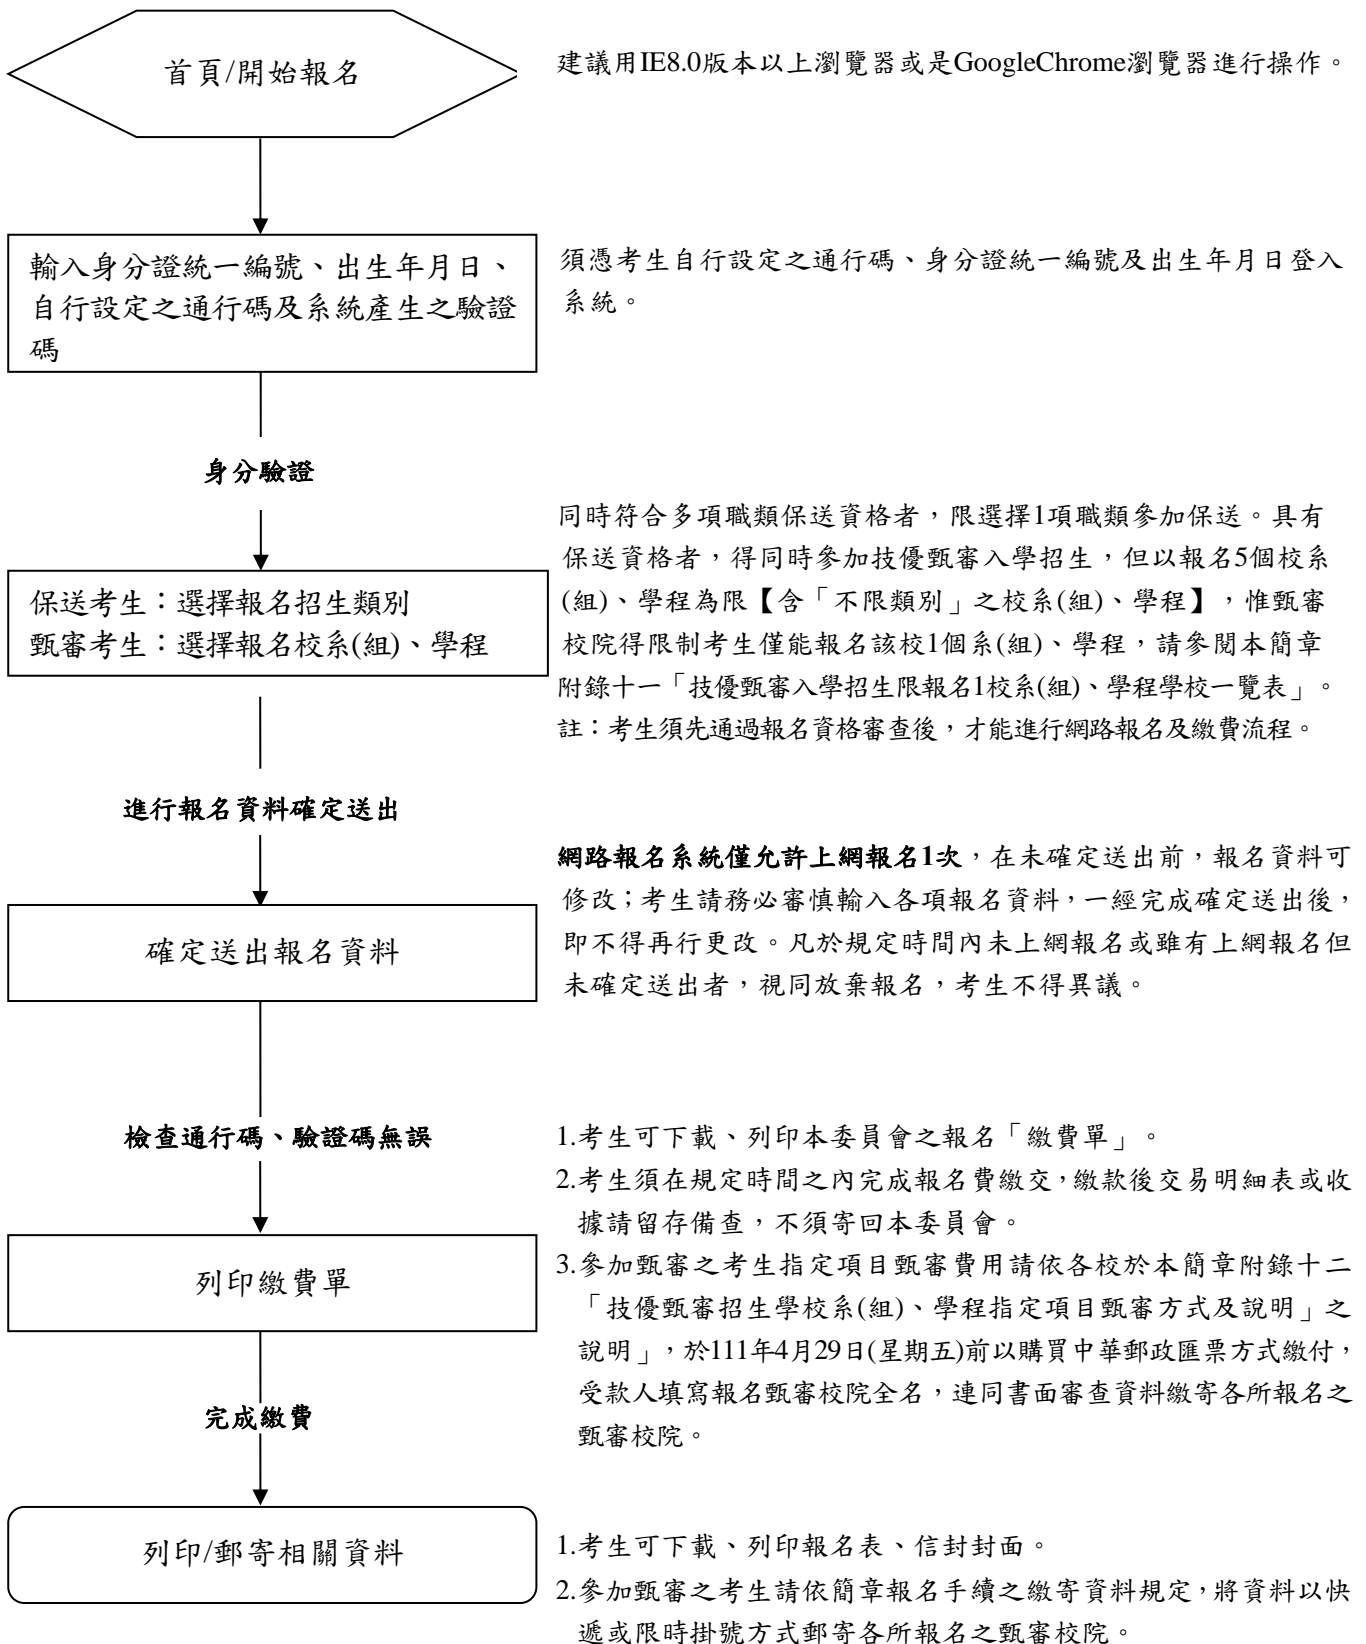 首頁/開始報名
建議用IE8.0版本以上瀏覽器或是GoogleChrome瀏覽器進行操作。
輸入身分證統一編號、出生年月日、
自行設定之通行碼及系統產生之驗證
碼
須憑考生自行設定之通行碼、身分證統一編號及出生年月日登入
系統。
身分驗證
保送考生：選擇報名招生類別
甄審考生：選擇報名校系(組)、學程
同時符合多項職類保送資格者，限選擇1項職類參加保送。具有
保送資格者，得同時參加技優甄審入學招生，但以報名5個校系
(組)、學程為限【含「不限類別」之校系(組)、學程】，惟甄審
校院得限制考生僅能報名該校1個系(組)、學程，請參閱本簡章
附錄十一「技優甄審入學招生限報名1校系(組)、學程學校一覽表」。
註：考生須先通過報名資格審查後，才能進行網路報名及繳費流程。
進行報名資料確定送出
確定送出報名資料
網路報名系統僅允許上網報名1次，在未確定送出前，報名資料可
修改；考生請務必審慎輸入各項報名資料，一經完成確定送出後，
即不得再行更改。凡於規定時間內未上網報名或雖有上網報名但
未確定送出者，視同放棄報名，考生不得異議。
檢查通行碼、驗證碼無誤
列印繳費單
1.考生可下載、列印本委員會之報名「繳費單」。
2.考生須在規定時間之內完成報名費繳交，繳款後交易明細表或收
據請留存備查，不須寄回本委員會。
3.參加甄審之考生指定項目甄審費用請依各校於本簡章附錄十二
「技優甄審招生學校系(組)、學程指定項目甄審方式及說明」之
說明」，於111年4月29日(星期五)前以購買中華郵政匯票方式繳付，
受款人填寫報名甄審校院全名，連同書面審查資料繳寄各所報名之
甄審校院。
完成繳費
列印/郵寄相關資料
1.考生可下載、列印報名表、信封封面。
2.參加甄審之考生請依簡章報名手續之繳寄資料規定，將資料以快
遞或限時掛號方式郵寄各所報名之甄審校院。